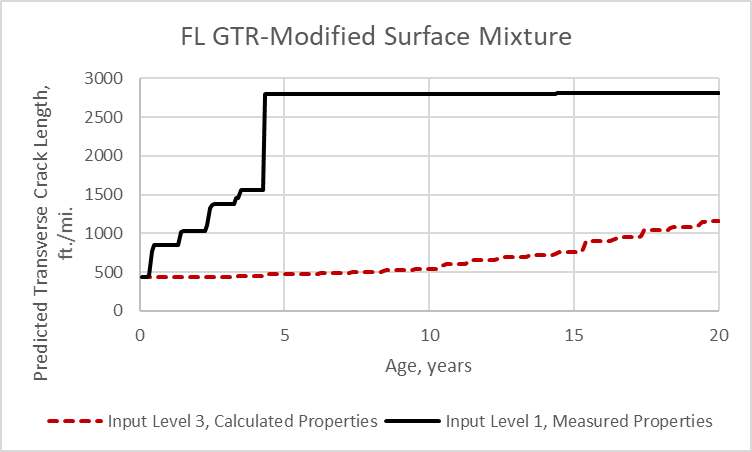 FL GTR-Modified Surface Mixture
Predicted Transverse Crack Length,
ft./mi.
3000
2500
2000
1500
1000
500
0
0 5 10 15 20
Age, years
Input Level 3, Calculated Properties Input Level 1, Measured Properties